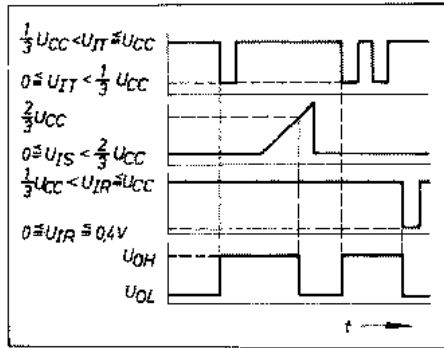 1/3 UCC < UIT ≦ UCC
0 ≦ UIT < 1/3 UCC
2/3 UCC
0 ≦ UIS < 2/3 UCC
1/3 UCC < UIR ≦ UCC
0 ≦ UIR ≦ 0,4V
UOH
UOL
t